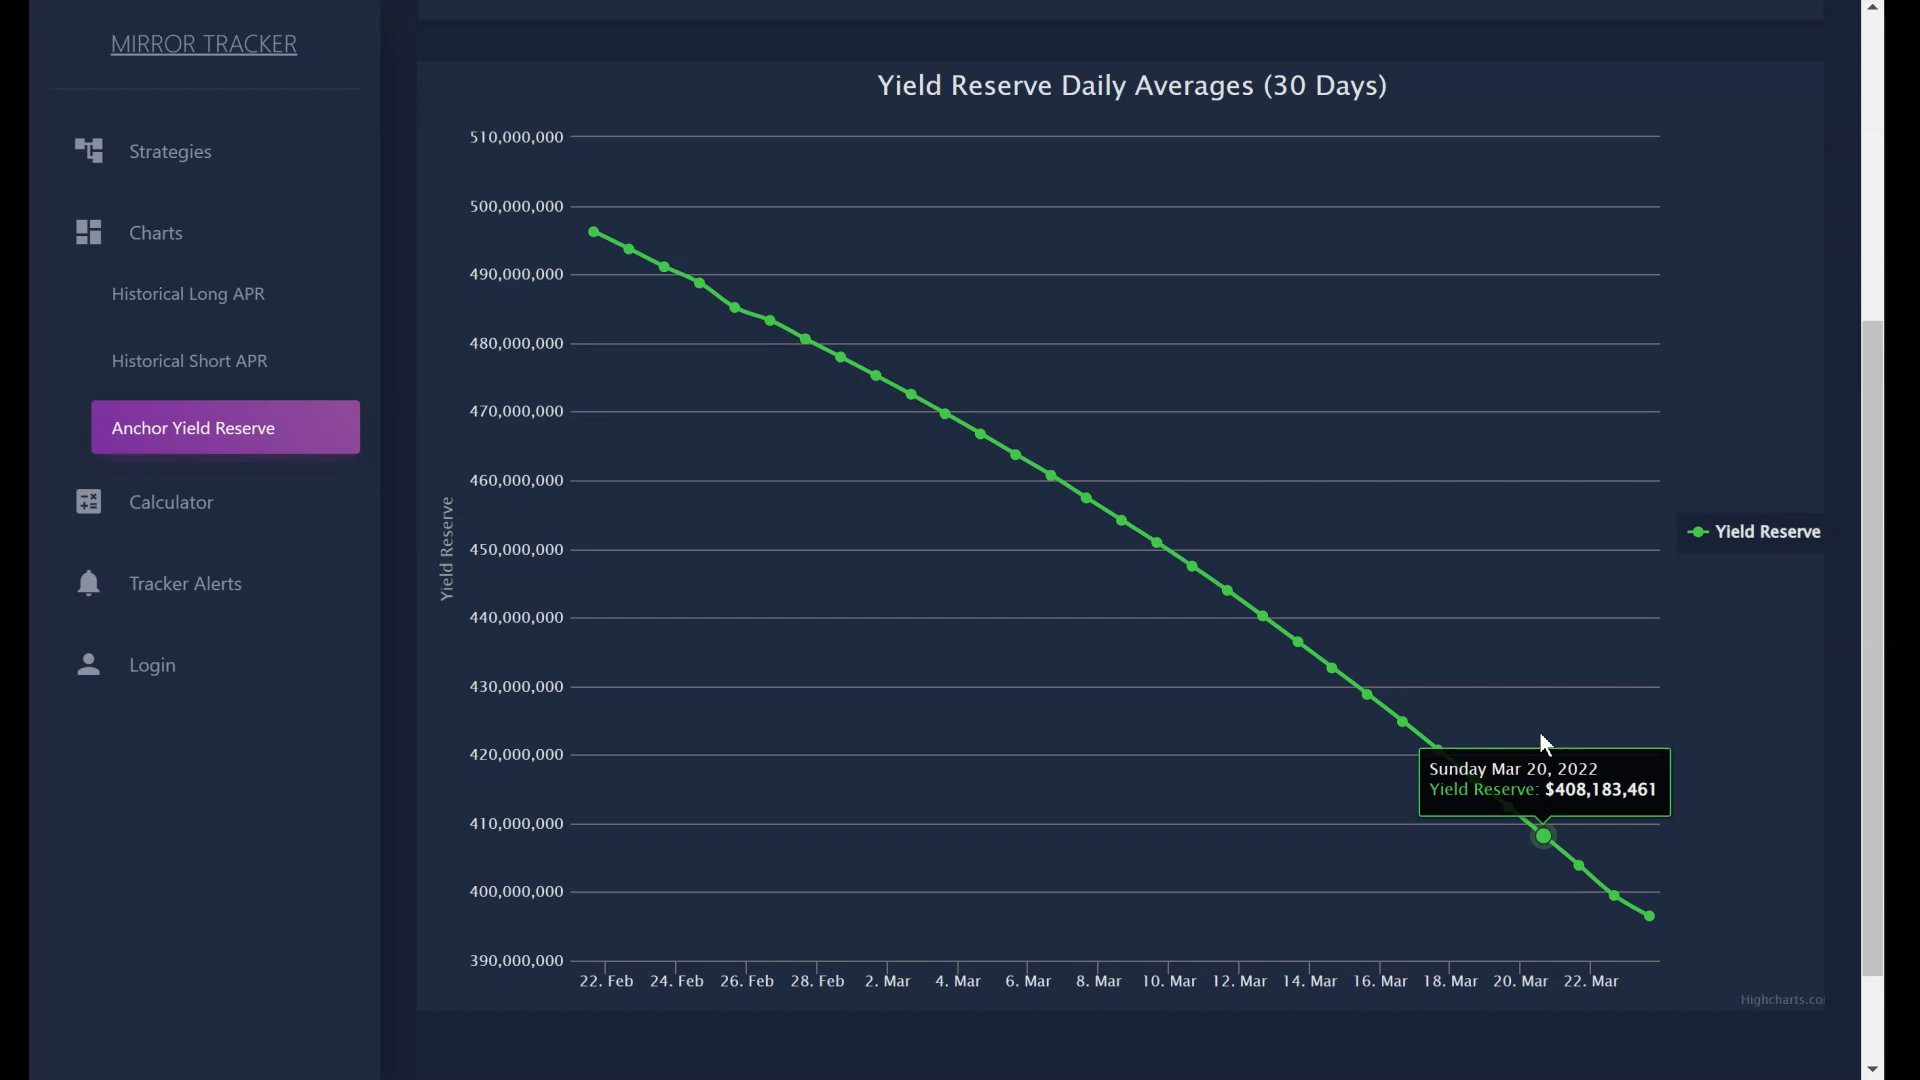 MIRROR TRACKER
Strategies
Charts
Historical Long APR
Historical Short APR
Anchor Yield Reserve
Calculator
Tracker Alerts
Login
Yield Reserve Daily Averages (30 Days)
Yield Reserve
510,000,000
500,000,000
490,000,000
480,000,000
470,000,000
460,000,000
450,000,000
440,000,000
430,000,000
420,000,000
410,000,000
400,000,000
390,000,000
22. Feb 24. Feb 26. Feb 28. Feb 2. Mar 4. Mar 6. Mar 8. Mar 10. Mar 12. Mar 14. Mar 16. Mar 18. Mar 20. Mar 22. Mar
Sunday Mar 20, 2022
Yield Reserve: $408,183,461
Yield Reserve
Highcharts.co